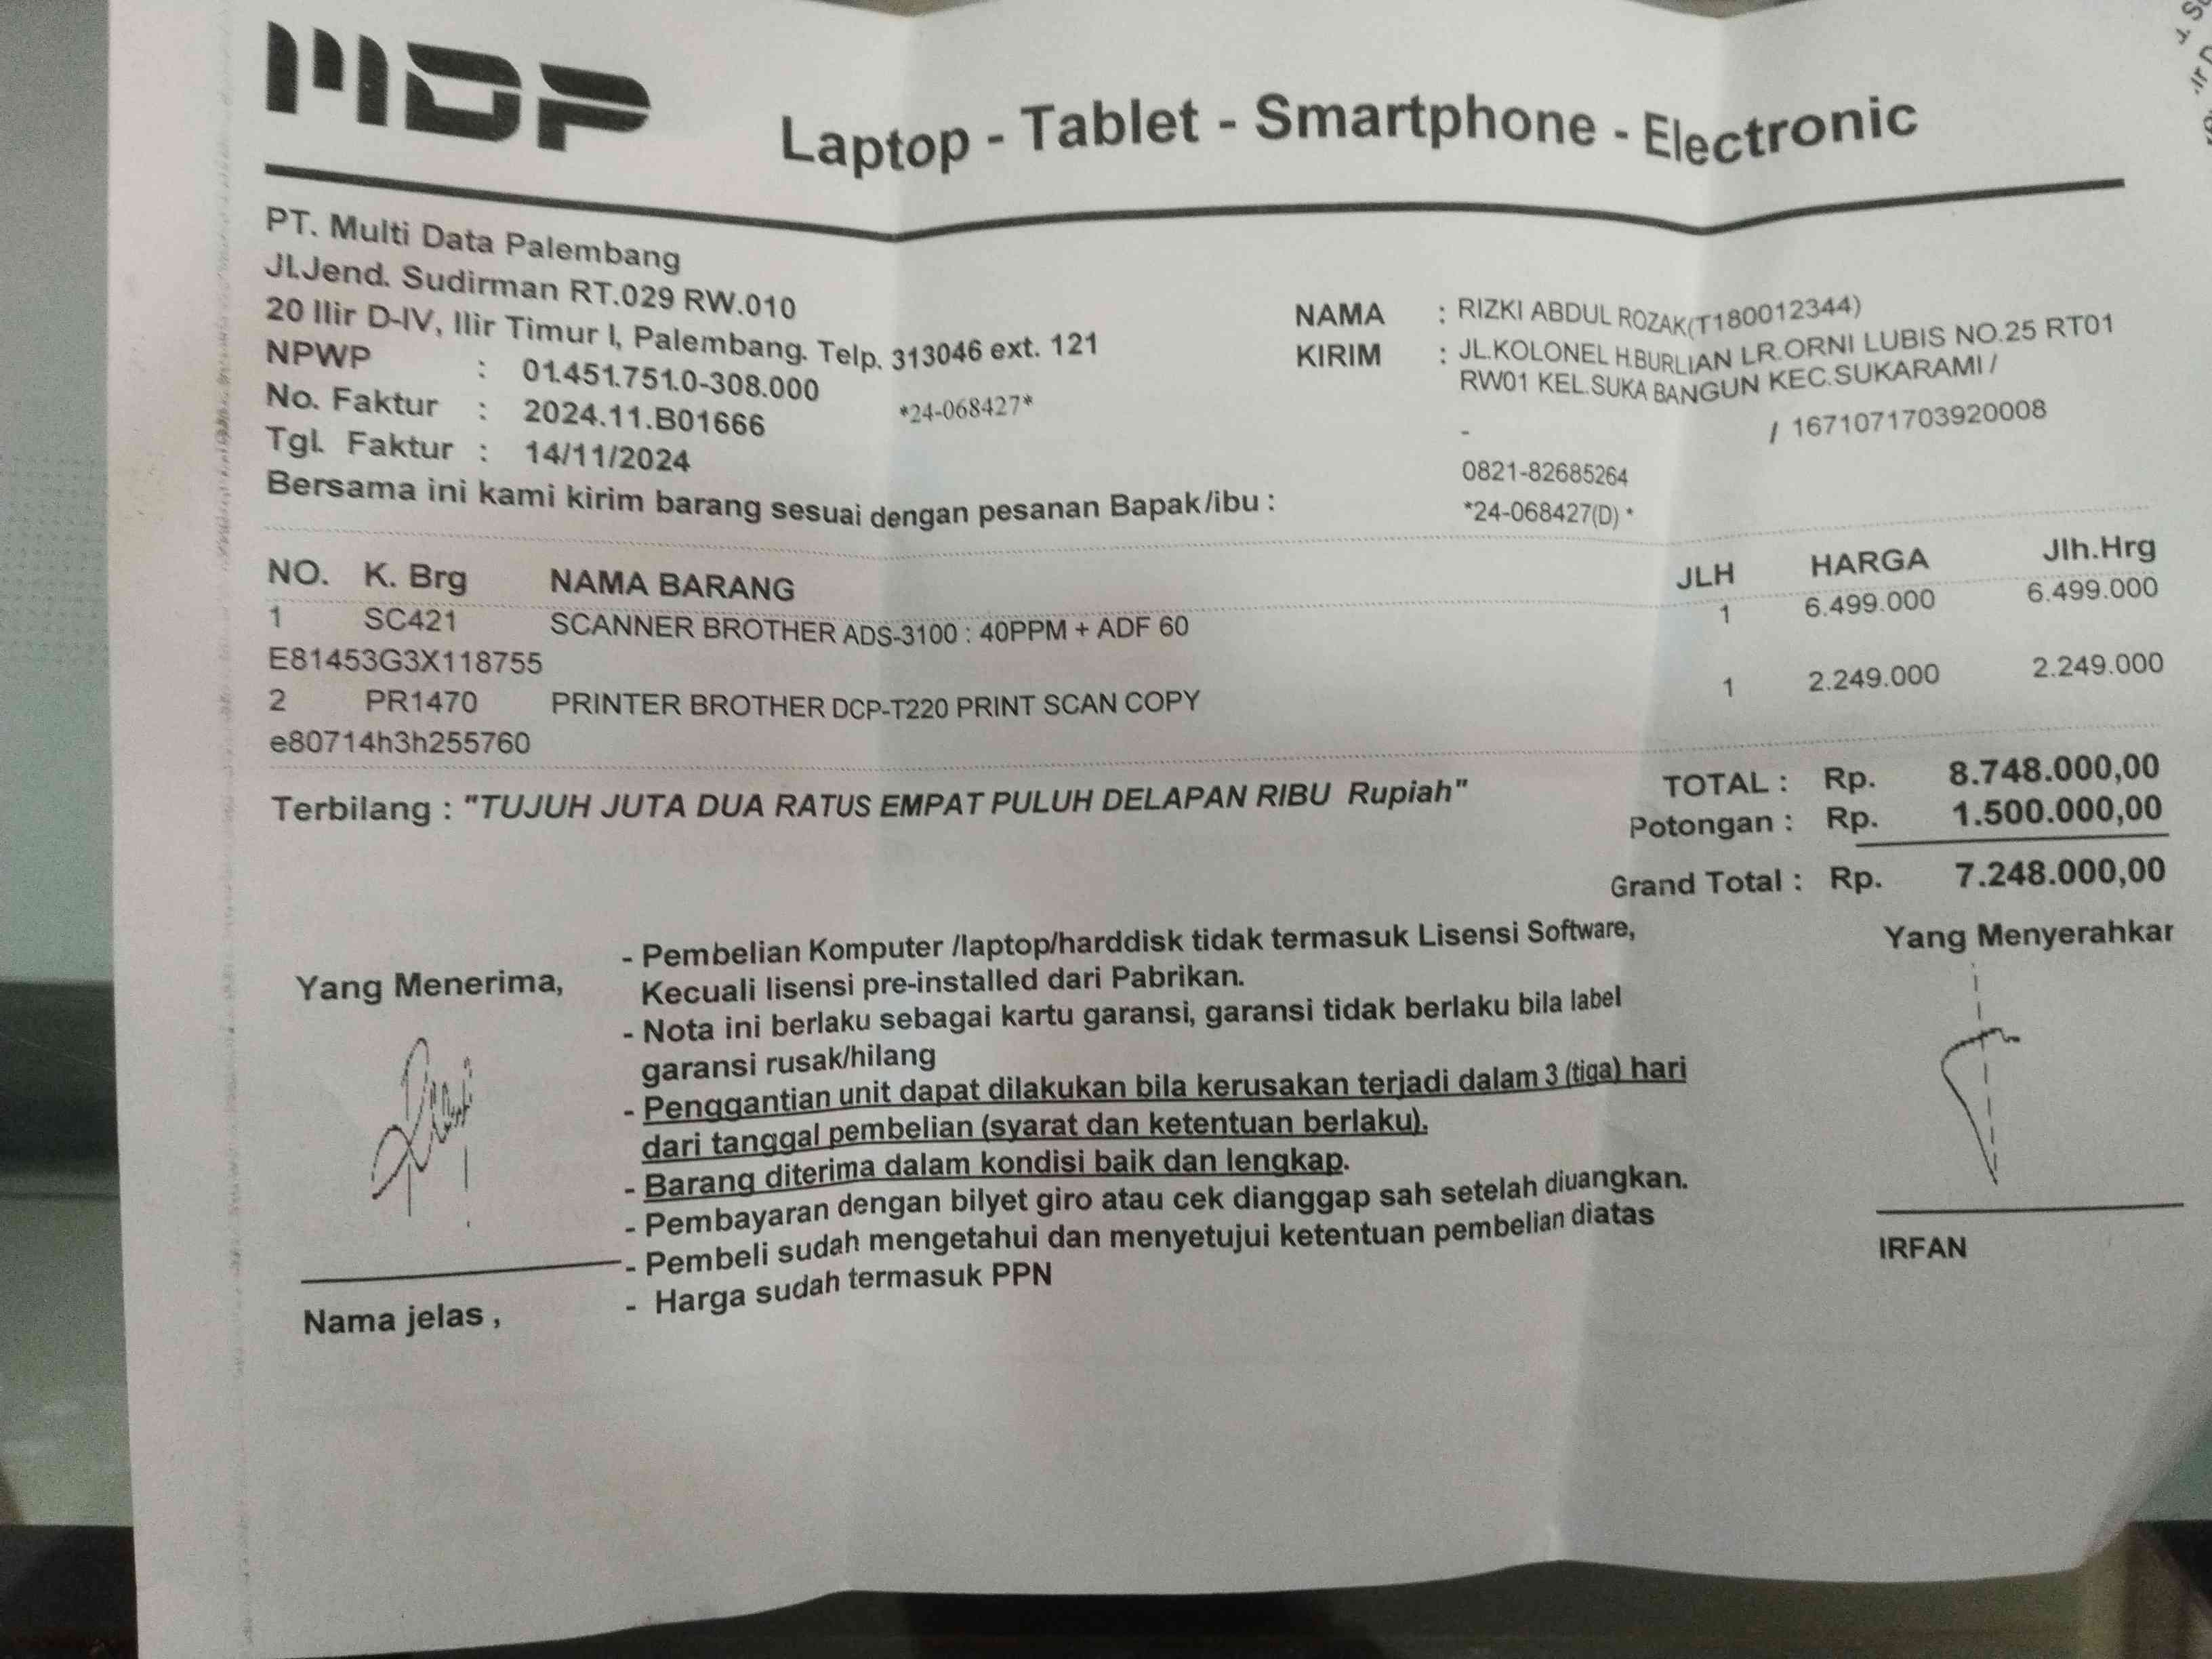 MDP
Laptop - Tablet - Smartphone - Electronic
PT. Multi Data Palembang
Jl.Jend. Sudirman RT.029 RW.010
20 Ilir D-IV, Ilir Timur I, Palembang. Telp. 313046 ext. 121
NPWP : 01.451.751.0-308.000
No. Faktur : 2024.11.B01666 *24-068427*
Tgl. Faktur : 14/11/2024
Bersama ini kami kirim barang sesuai dengan pesanan Bapak/ibu :
NAMA : RIZKI ABDUL ROZAK(T180012344)
KIRIM : JL.KOLONEL H.BURLIAN LR.ORNI LUBIS NO.25 RT01
RW01 KEL.SUKA BANGUN KEC.SUKARAMI /
- / 1671071703920008
0821-82685264
*24-068427(D) *
NO. K. Brg NAMA BARANG JLH HARGA Jlh.Hrg
1 SC421 SCANNER BROTHER ADS-3100 : 40PPM + ADF 60 1 6.499.000 6.499.000
E81453G3X118755
2 PR1470 PRINTER BROTHER DCP-T220 PRINT SCAN COPY 1 2.249.000 2.249.000
e80714h3h255760
Terbilang : "TUJUH JUTA DUA RATUS EMPAT PULUH DELAPAN RIBU Rupiah"
TOTAL : Rp. 8.748.000,00
Potongan : Rp. 1.500.000,00
Grand Total : Rp. 7.248.000,00
Yang Menerima,
- Pembelian Komputer /laptop/harddisk tidak termasuk Lisensi Software,
Kecuali lisensi pre-installed dari Pabrikan.
- Nota ini berlaku sebagai kartu garansi, garansi tidak berlaku bila label
garansi rusak/hilang
- Penggantian unit dapat dilakukan bila kerusakan terjadi dalam 3 (tiga) hari
dari tanggal pembelian (syarat dan ketentuan berlaku).
- Barang diterima dalam kondisi baik dan lengkap.
- Pembayaran dengan bilyet giro atau cek dianggap sah setelah diuangkan.
- Pembeli sudah mengetahui dan menyetujui ketentuan pembelian diatas
- Harga sudah termasuk PPN
Nama jelas ,
Yang Menyerahkar
IRFAN